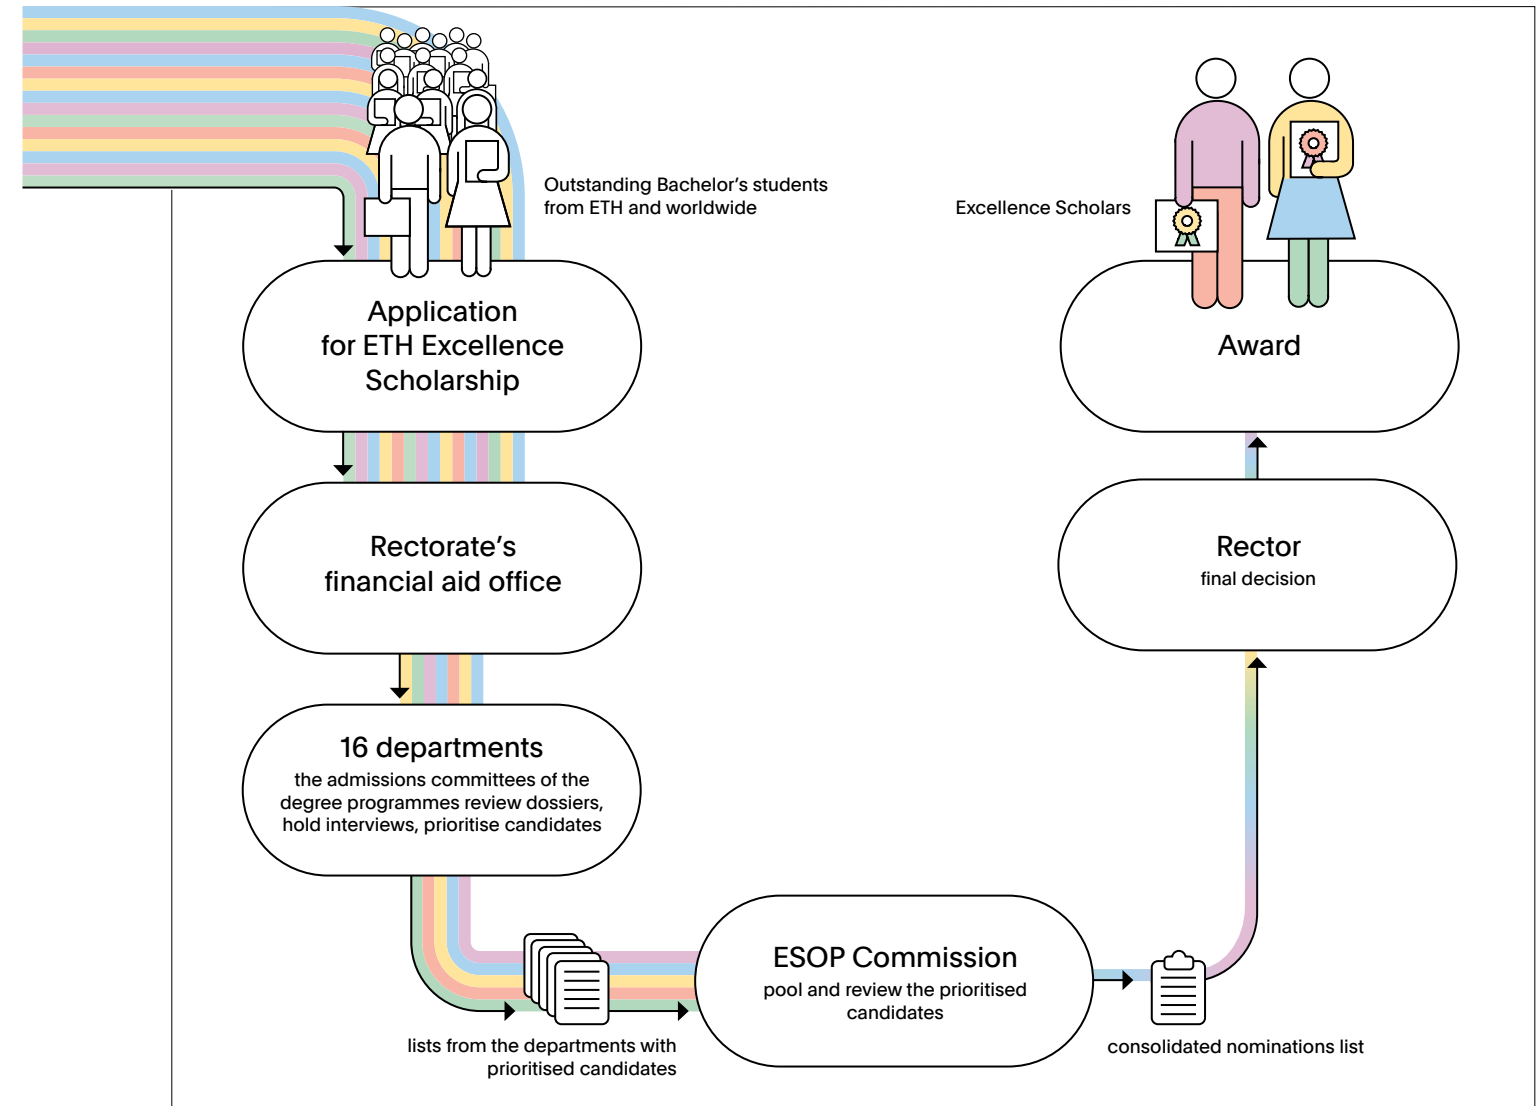 Outstanding Bachelor’s students
from ETH and worldwide
Application
for ETH Excellence
Scholarship
Rectorate’s
financial aid office
16 departments
the admissions committees of the
degree programmes review dossiers,
hold interviews, prioritise candidates
lists from the departments with
prioritised candidates
ESOP Commission
pool and review the prioritised
candidates
consolidated nominations list
Rector
final decision
Award
Excellence Scholars